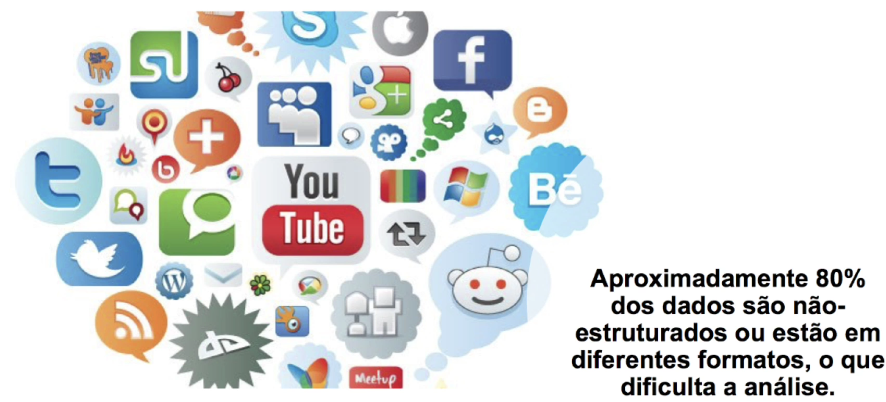 You
Tube
Bē
Meetup
Aproximadamente 80%
dos dados são não-
estruturados ou estão em
diferentes formatos, o que
dificulta a análise.